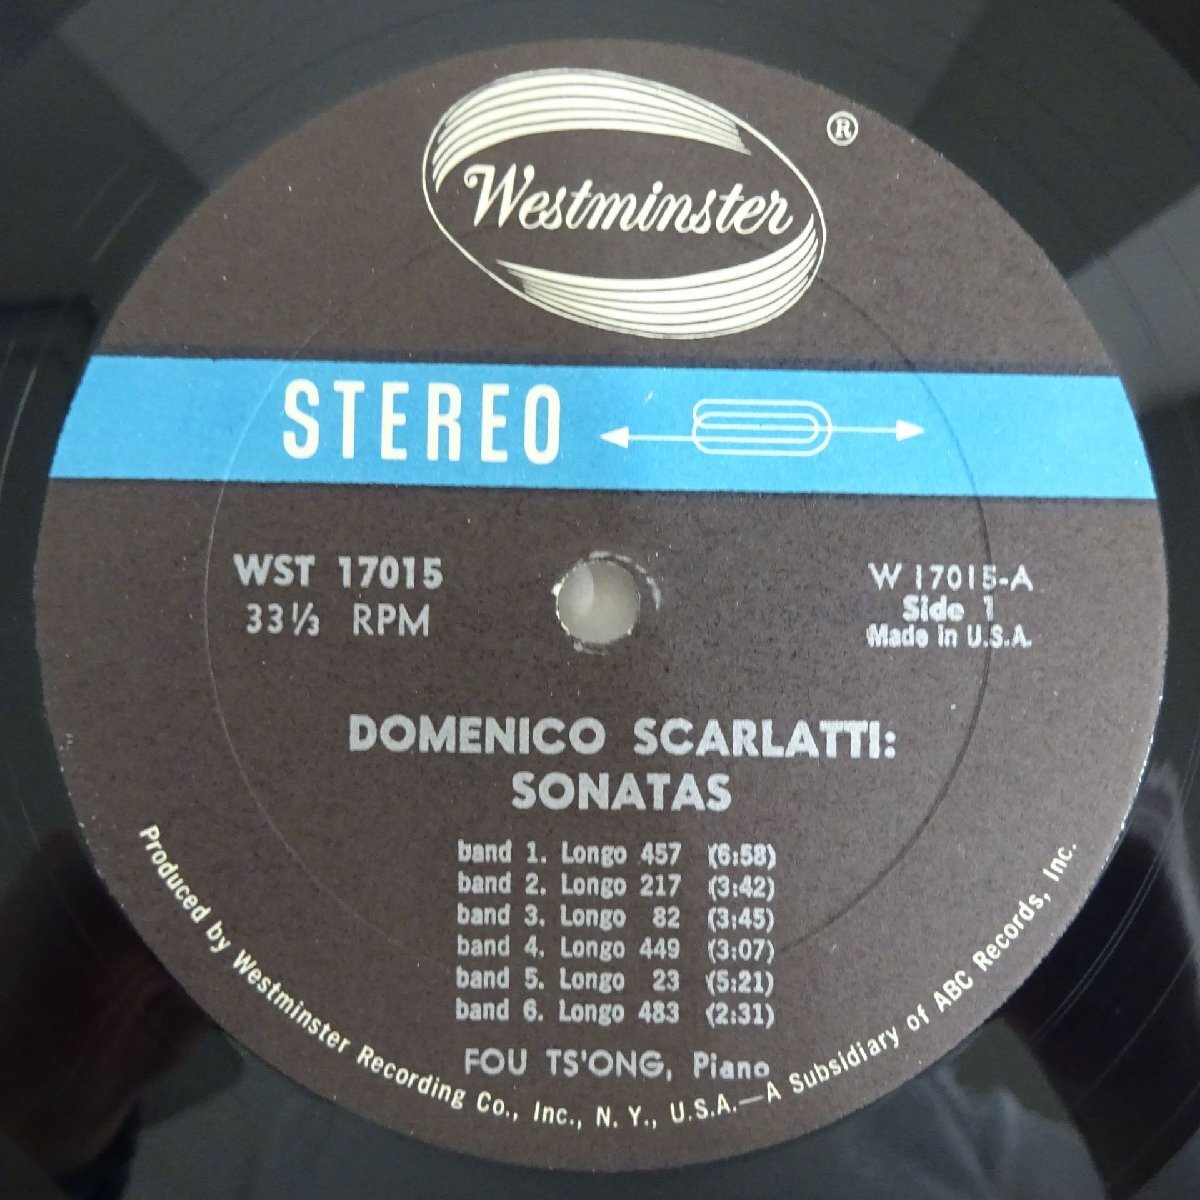 Westminster
®
STEREO
WST 17015
33⅓ RPM
W 17015-A
Side 1
Made in U.S.A.
DOMENICO SCARLATTI:
SONATAS
band 1. Longo 457 (6:58)
band 2. Longo 217 (3:42)
band 3. Longo 82 (3:45)
band 4. Longo 449 (3:07)
band 5. Longo 23 (5:21)
band 6. Longo 483 (2:31)
FOU TS'ONG, Piano
Produced by Westminster Recording Co., Inc., N. Y., U.S.A.—A Subsidiary of ABC Records, Inc.